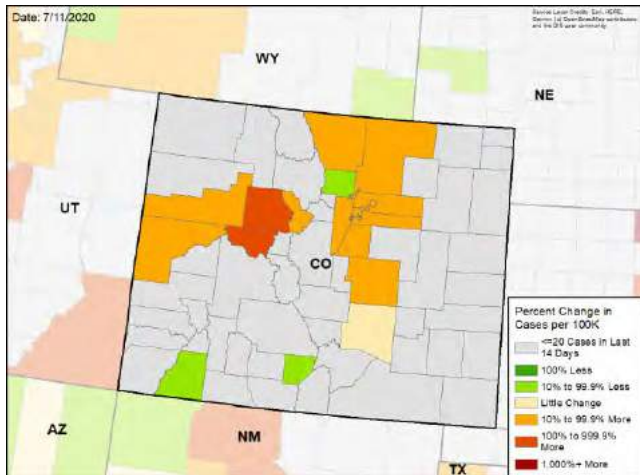 Date: 7/11/2020
WY
NE
UT
CO
AZ
NM
TX
Percent Change in
Cases per 100K
<=20 Cases in Last
14 Days
100% Less
10% to 99.9% Less
Little Change
10% to 99.9% More
100% to 999.9%
More
1,000%+ More